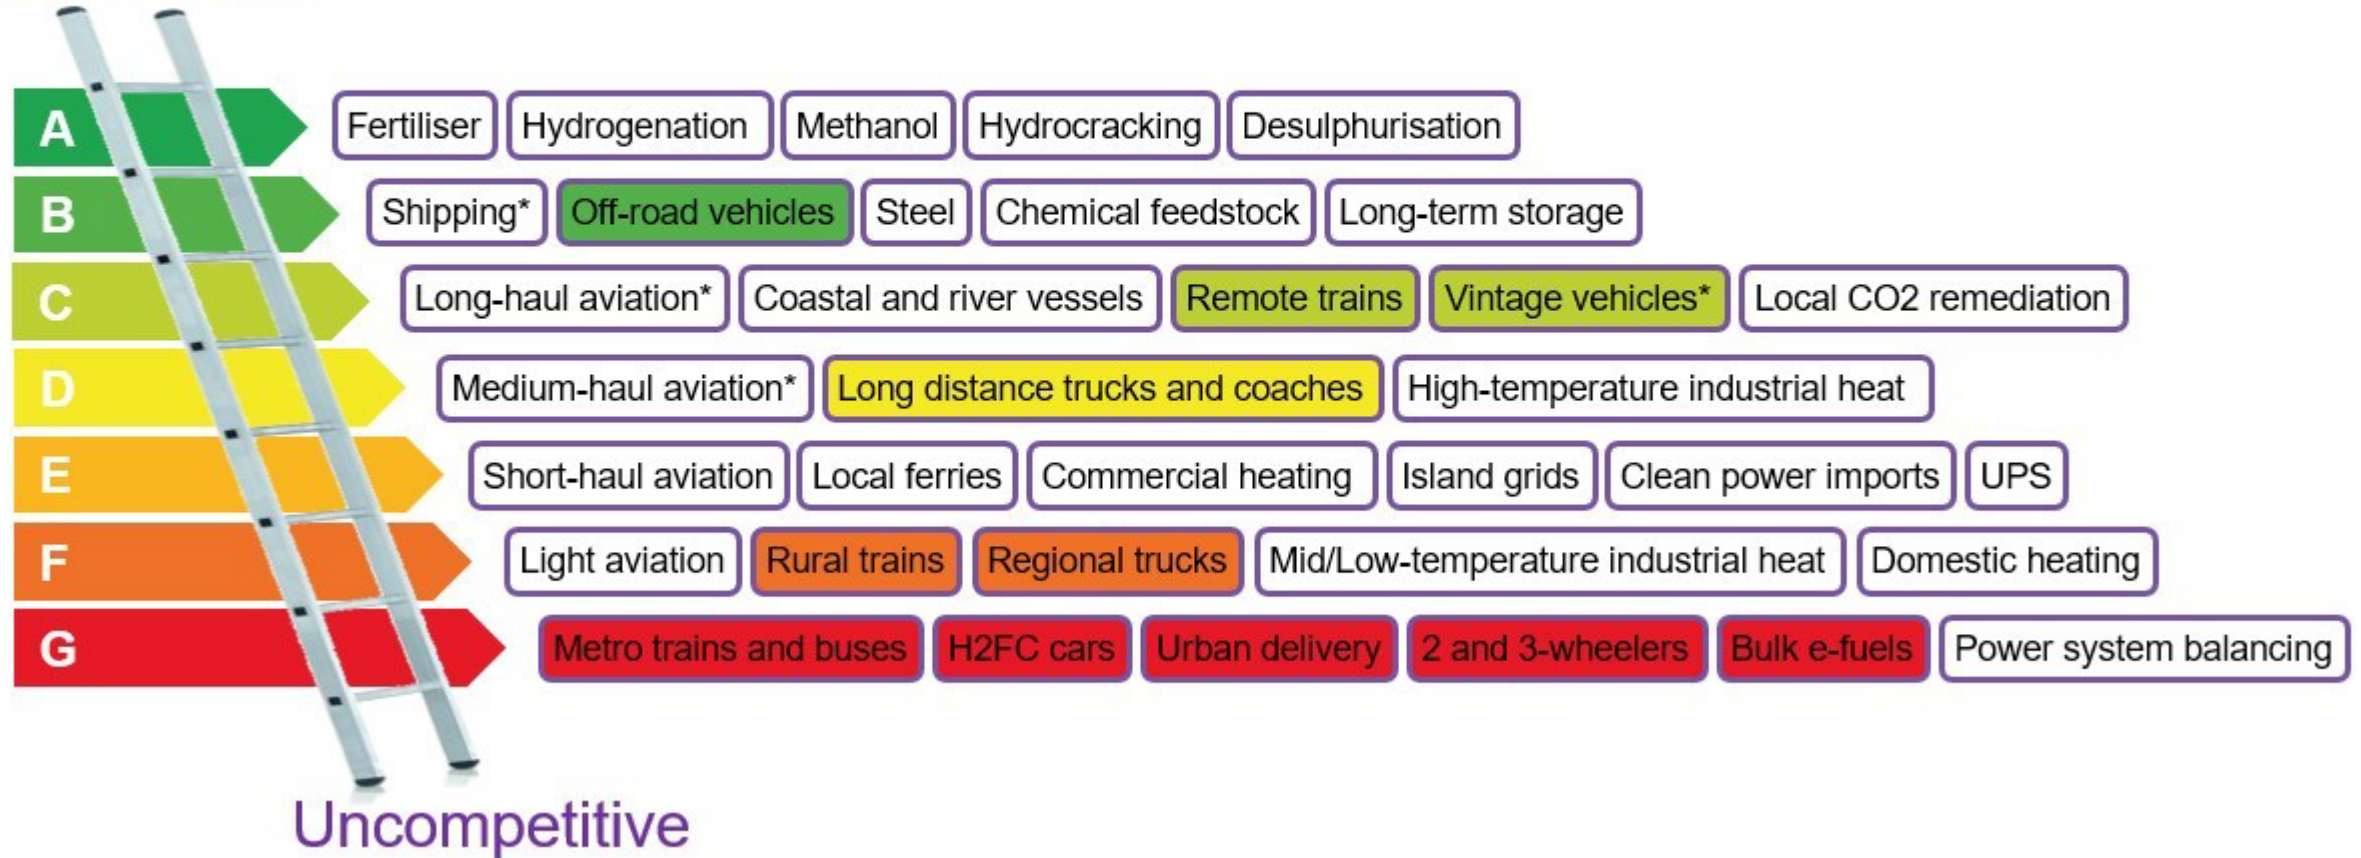 A Fertiliser Hydrogenation Methanol Hydrocracking Desulphurisation
B Shipping* Off-road vehicles Steel Chemical feedstock Long-term storage
C Long-haul aviation* Coastal and river vessels Remote trains Vintage vehicles* Local CO2 remediation
D Medium-haul aviation* Long distance trucks and coaches High-temperature industrial heat
E Short-haul aviation Local ferries Commercial heating Island grids Clean power imports UPS
F Light aviation Rural trains Regional trucks Mid/Low-temperature industrial heat Domestic heating
G Metro trains and buses H2FC cars Urban delivery 2 and 3-wheelers Bulk e-fuels Power system balancing
Uncompetitive